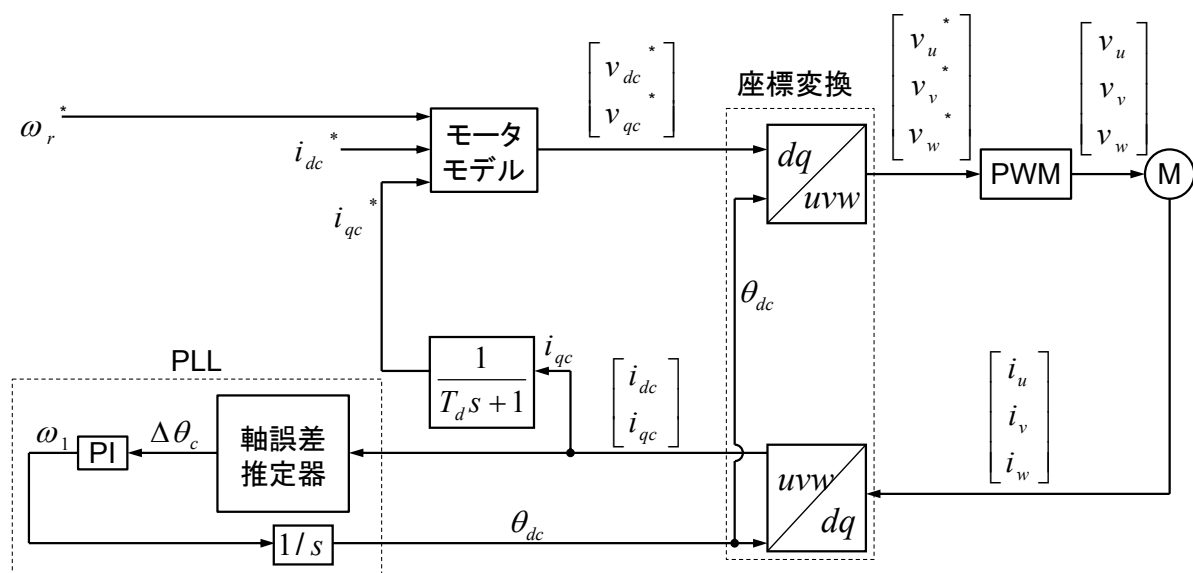 ω_r^*
i_dc^*
i_qc^*
モータ
モデル
[v_dc^*
v_qc^*]
座標変換
dq
uvw
[v_u^*
v_v^*
v_w^*]
PWM
[v_u
v_v
v_w]
M
θ_dc
1
T_d s + 1
i_qc
[i_dc
i_qc]
[i_u
i_v
i_w]
PLL
ω_1
PI
Δθ_c
軸誤差
推定器
uvw
dq
1/s
θ_dc